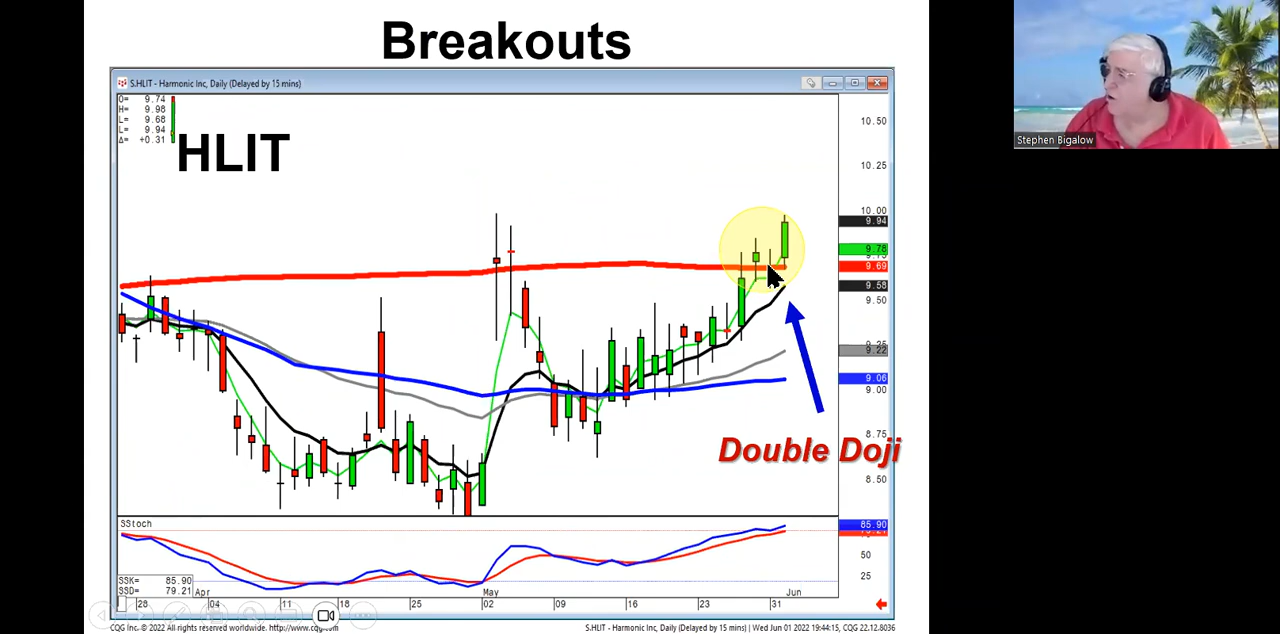 Breakouts
S.HLIT - Harmonic Inc, Daily (Delayed by 15 mins)
O= 9.74
H= 9.98
L= 9.68
L= 9.94
Δ= +0.31
HLIT
10.50
10.25
10.00
9.94
9.78
9.69
9.58
9.50
9.22
9.06
9.00
8.75
8.50
Double Doji
SStoch
85.90
50
25
SSK= 85.90
SSD= 79.21
28 Apr 04 11 18 25 May 02 09 16 23 31 Jun
CQG Inc. © 2022 All rights reserved worldwide. http://www.cqg.com
S.HLIT - Harmonic Inc, Daily (Delayed by 15 mins) | Wed Jun 01 2022 19:44:15, CQG 22.12.8036
Stephen Bigalow